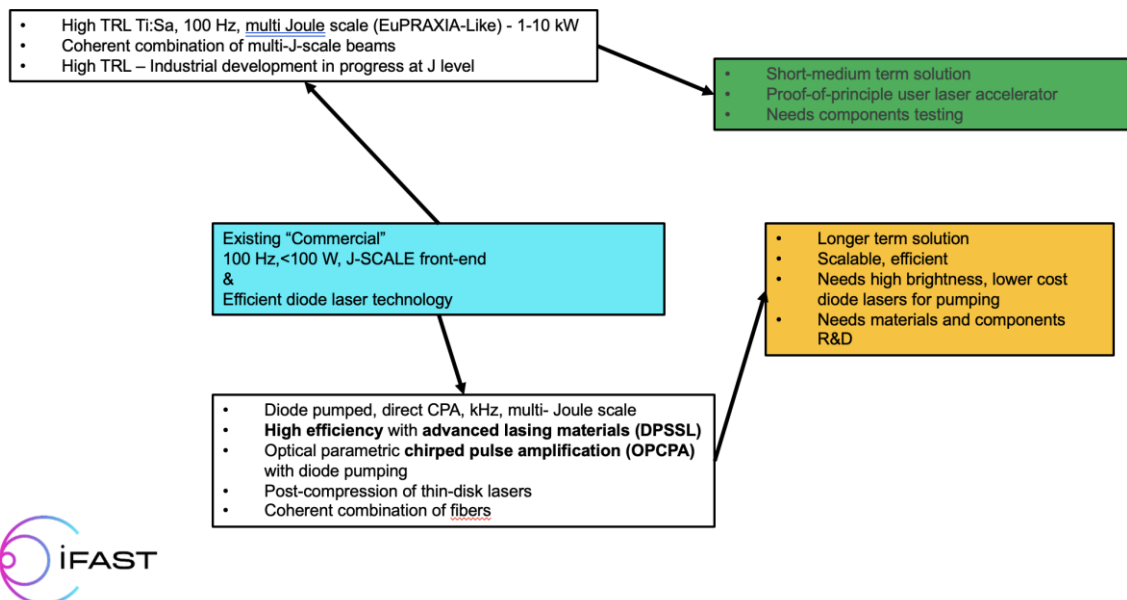 • High TRL Ti:Sa, 100 Hz, multi Joule scale (EuPRAXIA-Like) - 1-10 kW
• Coherent combination of multi-J-scale beams
• High TRL – Industrial development in progress at J level
• Short-medium term solution
• Proof-of-principle user laser accelerator
• Needs components testing
Existing “Commercial”
100 Hz,<100 W, J-SCALE front-end
&
Efficient diode laser technology
• Longer term solution
• Scalable, efficient
• Needs high brightness, lower cost
diode lasers for pumping
• Needs materials and components
R&D
• Diode pumped, direct CPA, kHz, multi- Joule scale
• High efficiency with advanced lasing materials (DPSSL)
• Optical parametric chirped pulse amplification (OPCPA)
with diode pumping
• Post-compression of thin-disk lasers
• Coherent combination of fibers
iFAST